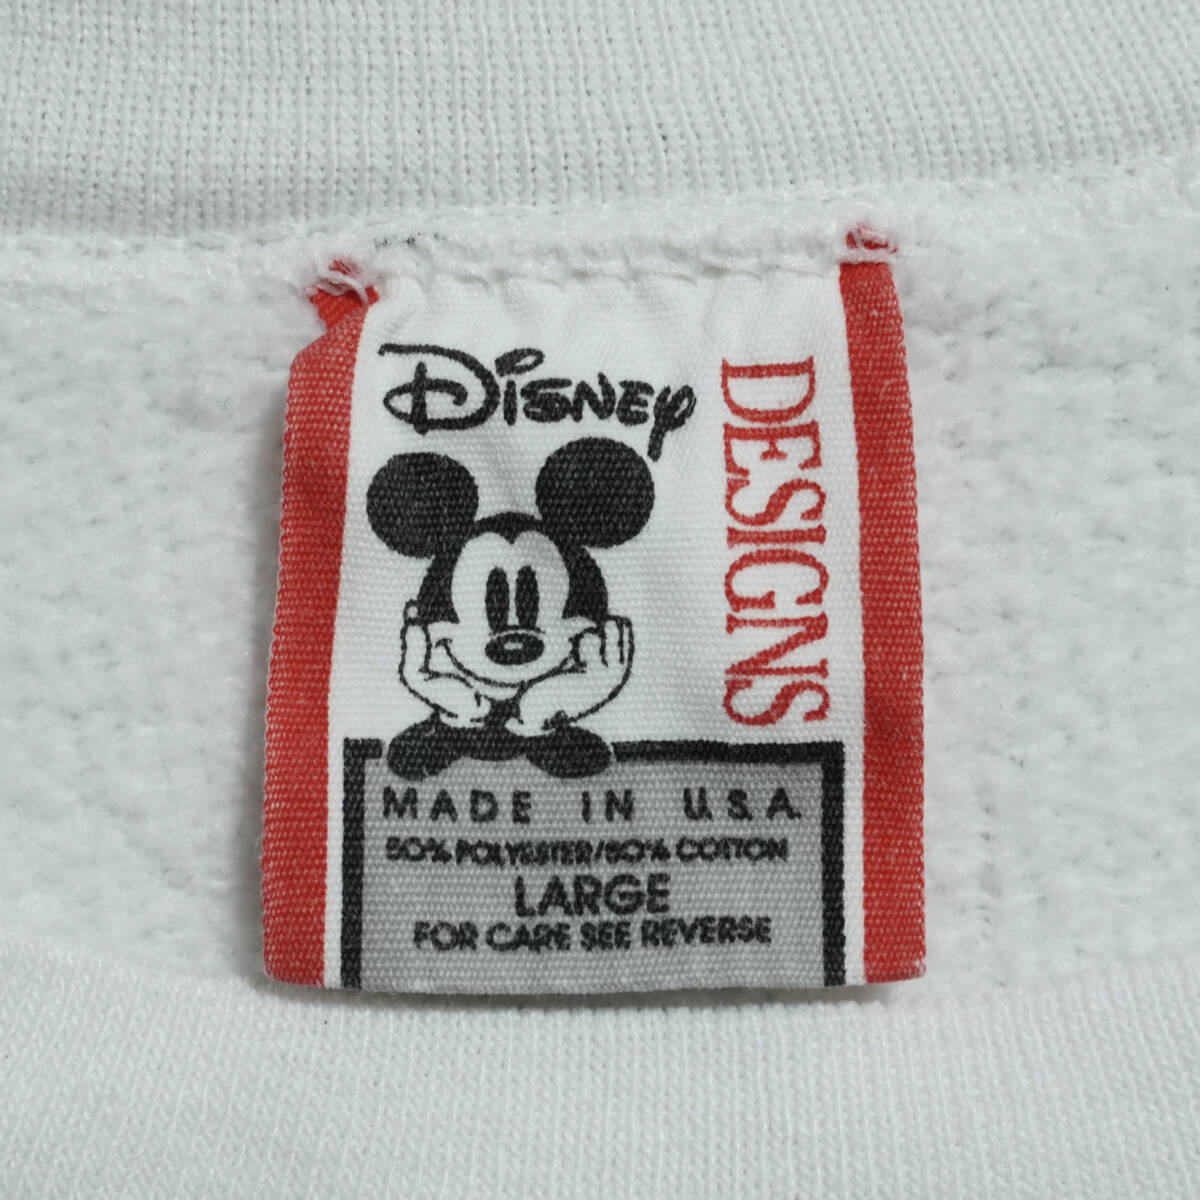 Disney
DESIGNS
MADE IN U.S.A.
50% POLYESTER/50% COTTON
LARGE
FOR CARE SEE REVERSE